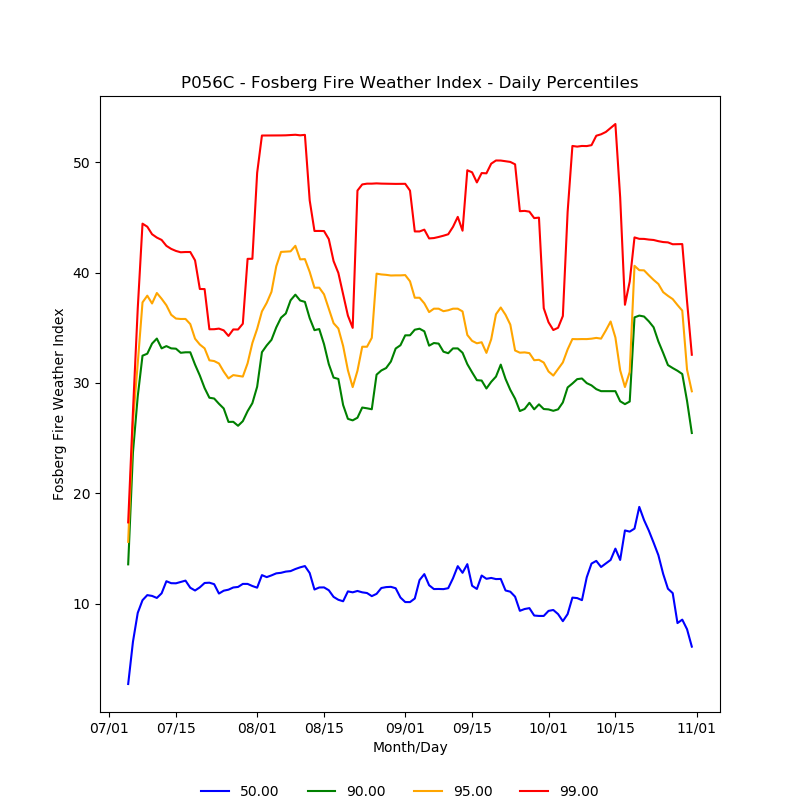 P056C - Fosberg Fire Weather Index - Daily Percentiles
Fosberg Fire Weather Index
50
40
30
20
10
07/01 07/15 08/01 08/15 09/01 09/15 10/01 10/15 11/01
Month/Day
50.00 90.00 95.00 99.00